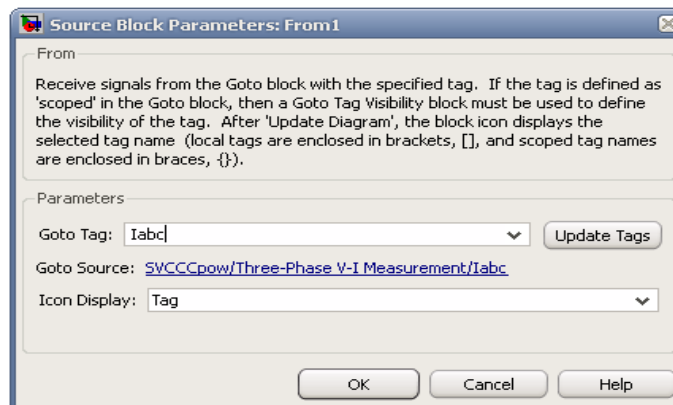 Source Block Parameters: From1
From
Receive signals from the Goto block with the specified tag.  If the tag is defined as
'scoped' in the Goto block, then a Goto Tag Visibility block must be used to define
the visibility of the tag.  After 'Update Diagram', the block icon displays the
selected tag name  (local tags are enclosed in brackets, [], and scoped tag names
are enclosed in braces, {}).
Parameters
Goto Tag: Iabc Update Tags
Goto Source: SVCCCpow/Three-Phase V-I Measurement/Iabc
Icon Display: Tag
OK Cancel Help